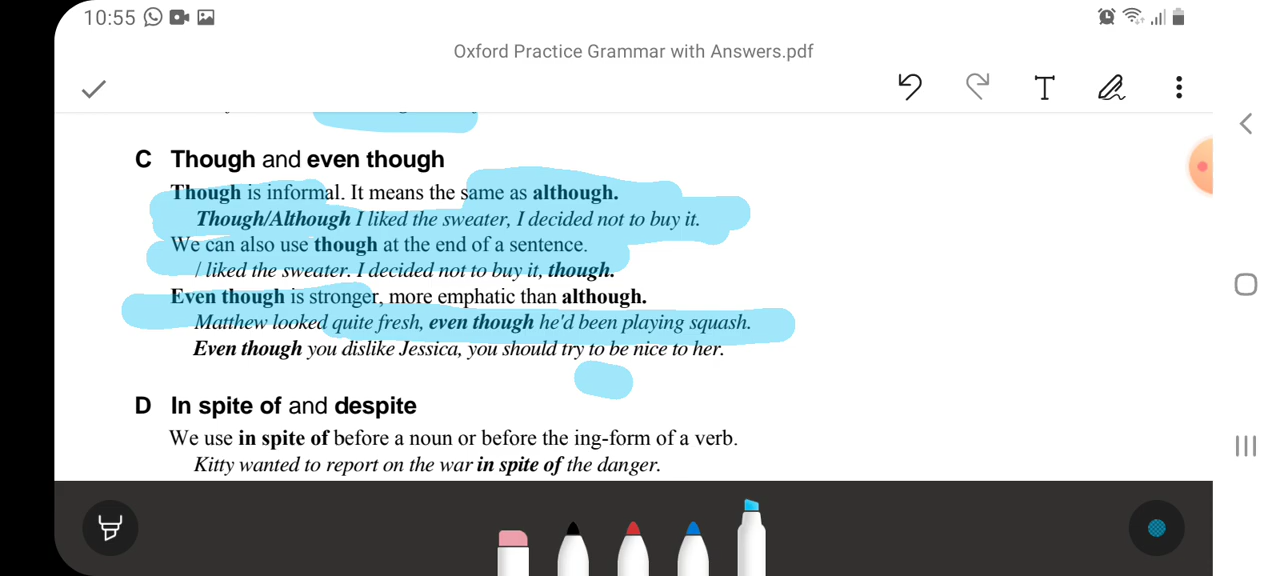 10:55
Oxford Practice Grammar with Answers.pdf
T
C Though and even though
Though is informal. It means the same as although.
Though/Although I liked the sweater, I decided not to buy it.
We can also use though at the end of a sentence.
/ liked the sweater. I decided not to buy it, though.
Even though is stronger, more emphatic than although.
Matthew looked quite fresh, even though he'd been playing squash.
Even though you dislike Jessica, you should try to be nice to her.
D In spite of and despite
We use in spite of before a noun or before the ing-form of a verb.
Kitty wanted to report on the war in spite of the danger.